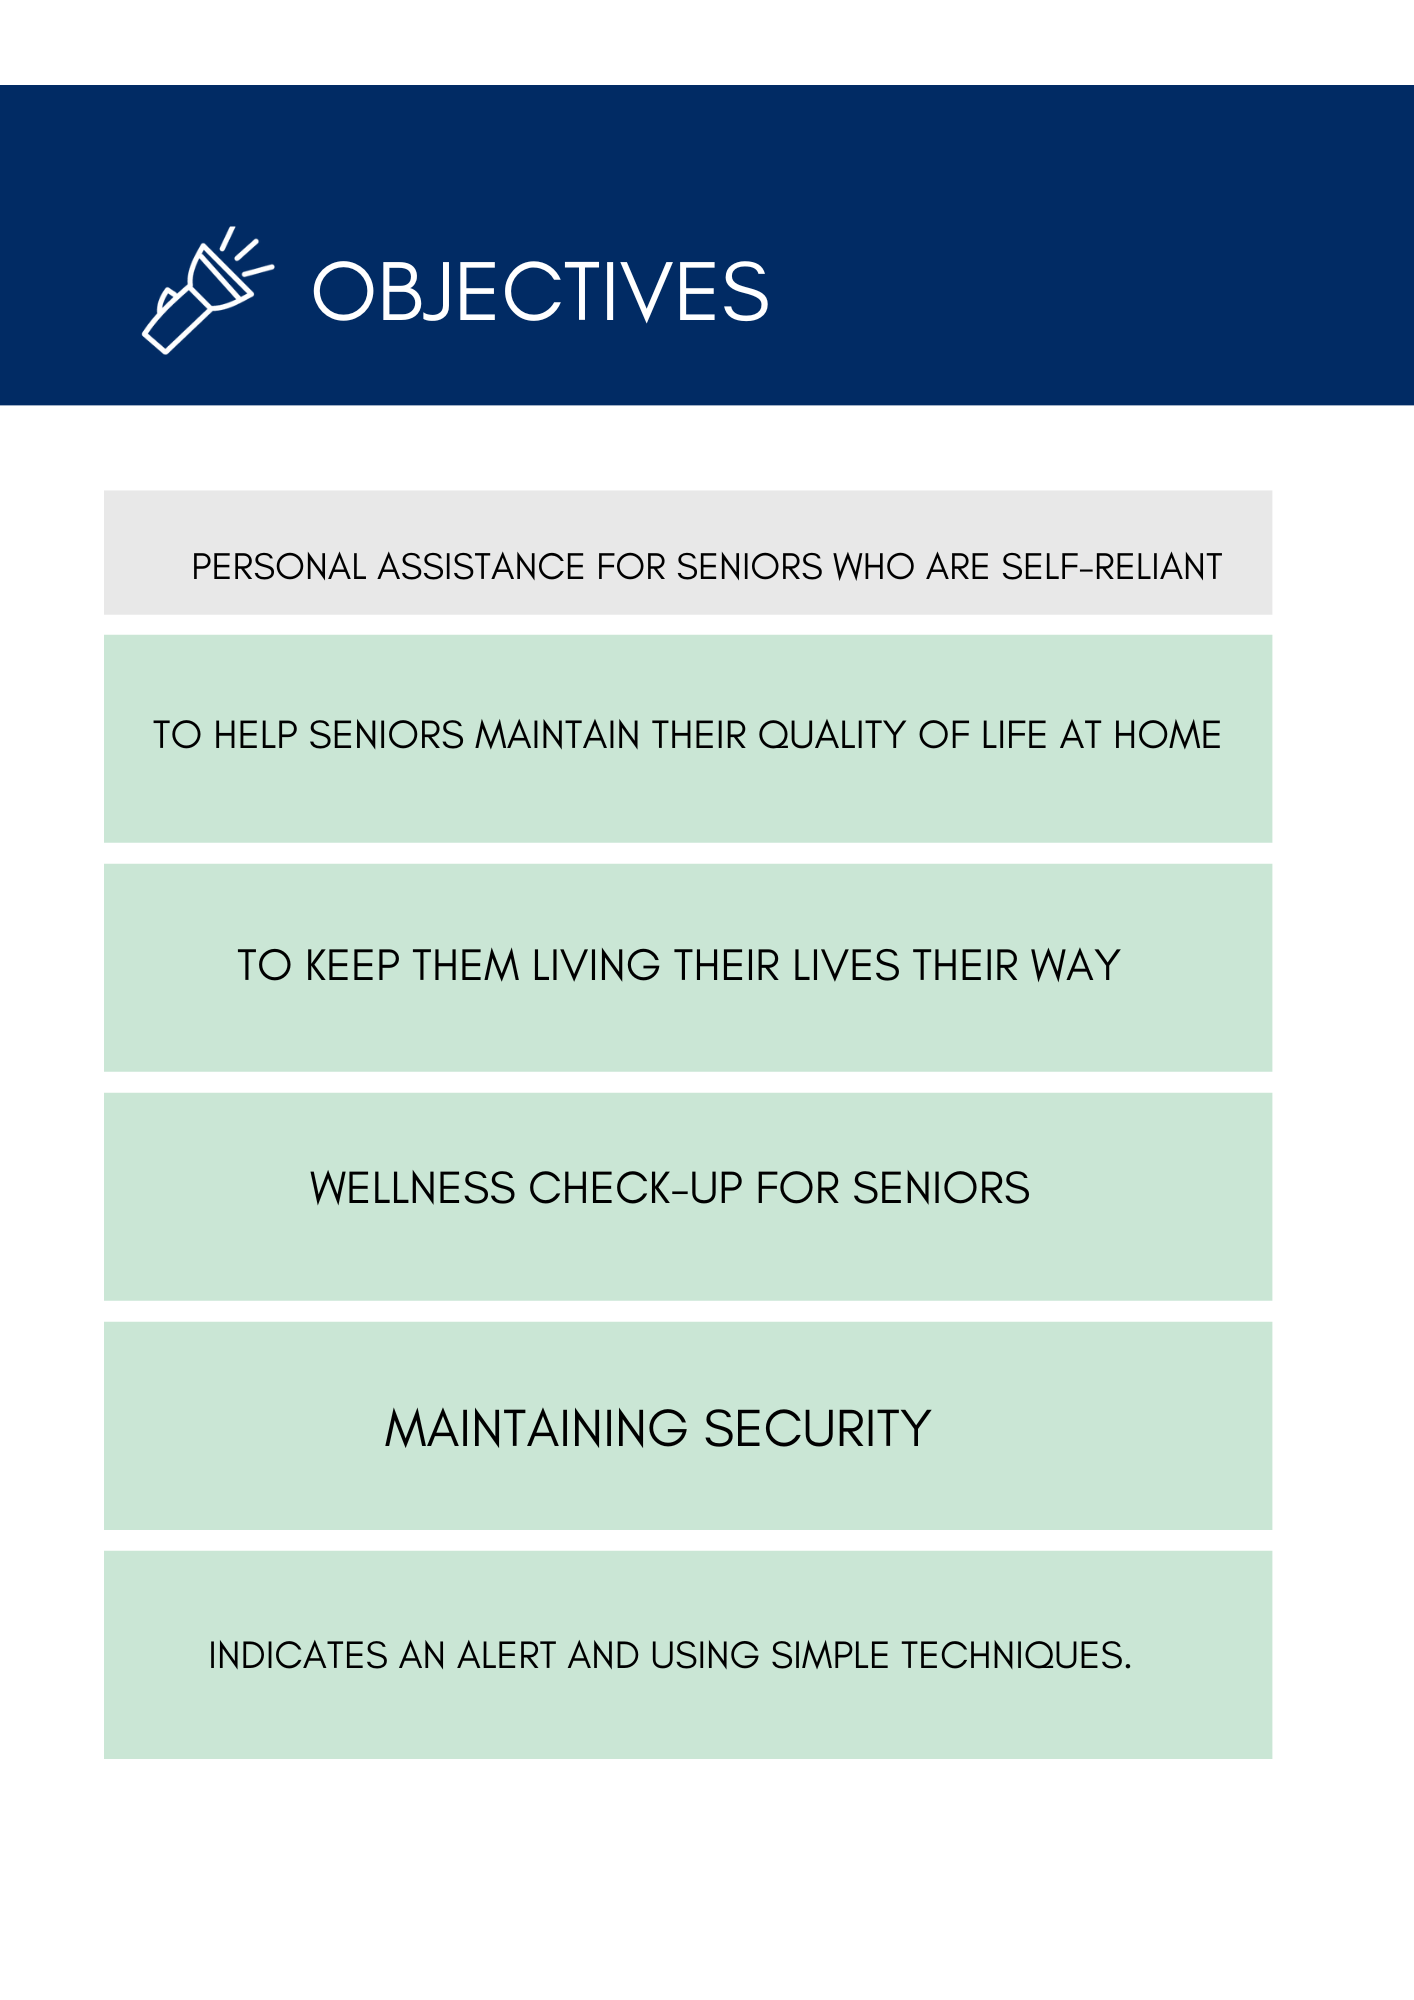 OBJECTIVES
PERSONAL ASSISTANCE FOR SENIORS WHO ARE SELF-RELIANT
TO HELP SENIORS MAINTAIN THEIR QUALITY OF LIFE AT HOME
TO KEEP THEM LIVING THEIR LIVES THEIR WAY
WELLNESS CHECK-UP FOR SENIORS
MAINTAINING SECURITY
INDICATES AN ALERT AND USING SIMPLE TECHNIQUES.